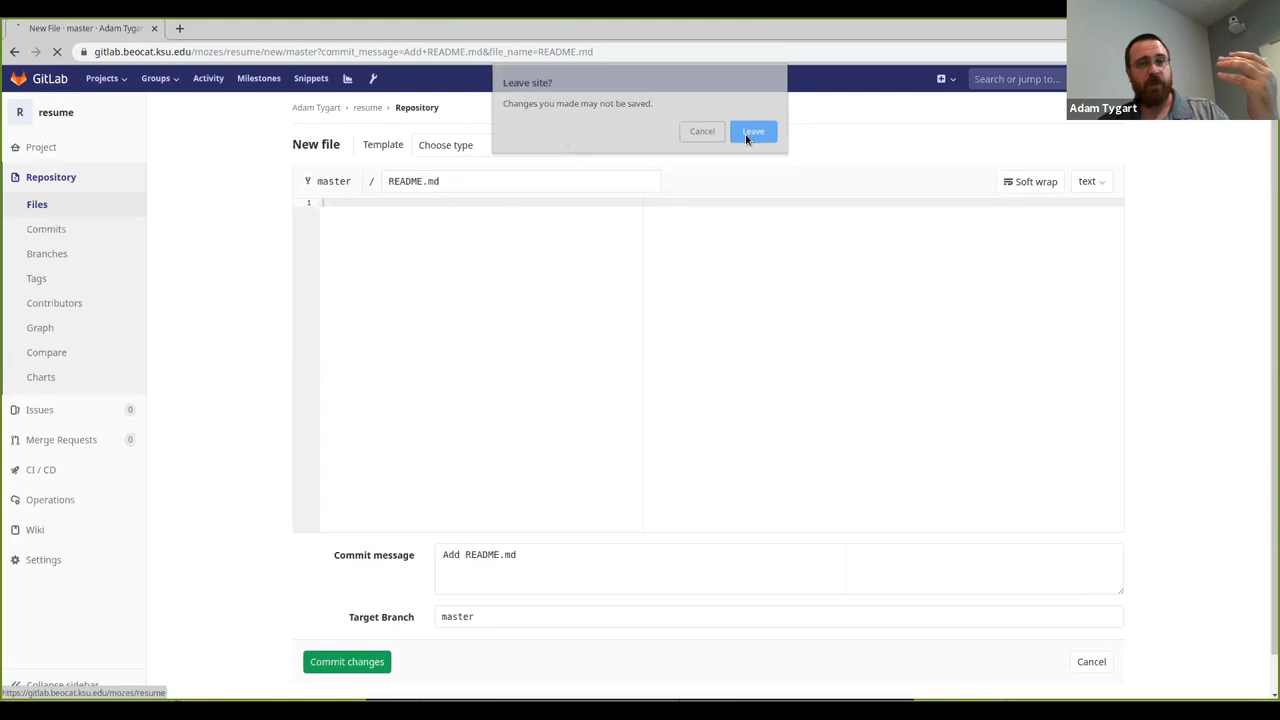 New File · master · Adam Tygar
gitlab.beocat.ksu.edu/mozes/resume/new/master?commit_message=Add+README.md&file_name=README.md
GitLab Projects Groups Activity Milestones Snippets Search or jump to...
Leave site?
Changes you made may not be saved.
Cancel Leave
Adam Tygart
R resume
Adam Tygart › resume › Repository
Project
New file Template Choose type
Repository
master / README.md Soft wrap text
Files
1
Commits
Branches
Tags
Contributors
Graph
Compare
Charts
Issues 0
Merge Requests 0
CI / CD
Operations
Wiki
Settings
Commit message Add README.md
Target Branch master
Commit changes Cancel
Collapse sidebar
https://gitlab.beocat.ksu.edu/mozes/resume